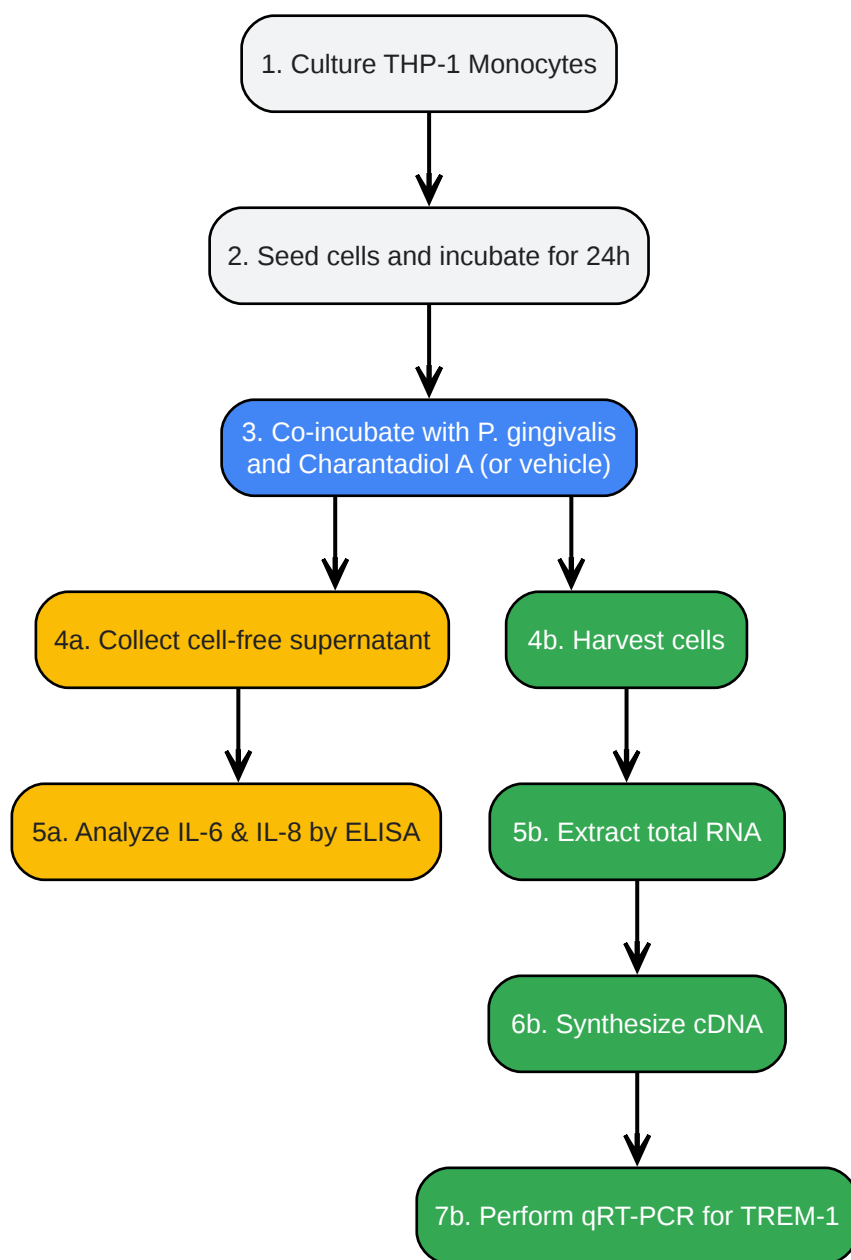 1. Culture THP-1 Monocytes
2. Seed cells and incubate for 24h
3. Co-incubate with P. gingivalis
and Charantadiol A (or vehicle)
4a. Collect cell-free supernatant
4b. Harvest cells
5a. Analyze IL-6 & IL-8 by ELISA
5b. Extract total RNA
6b. Synthesize cDNA
7b. Perform qRT-PCR for TREM-1